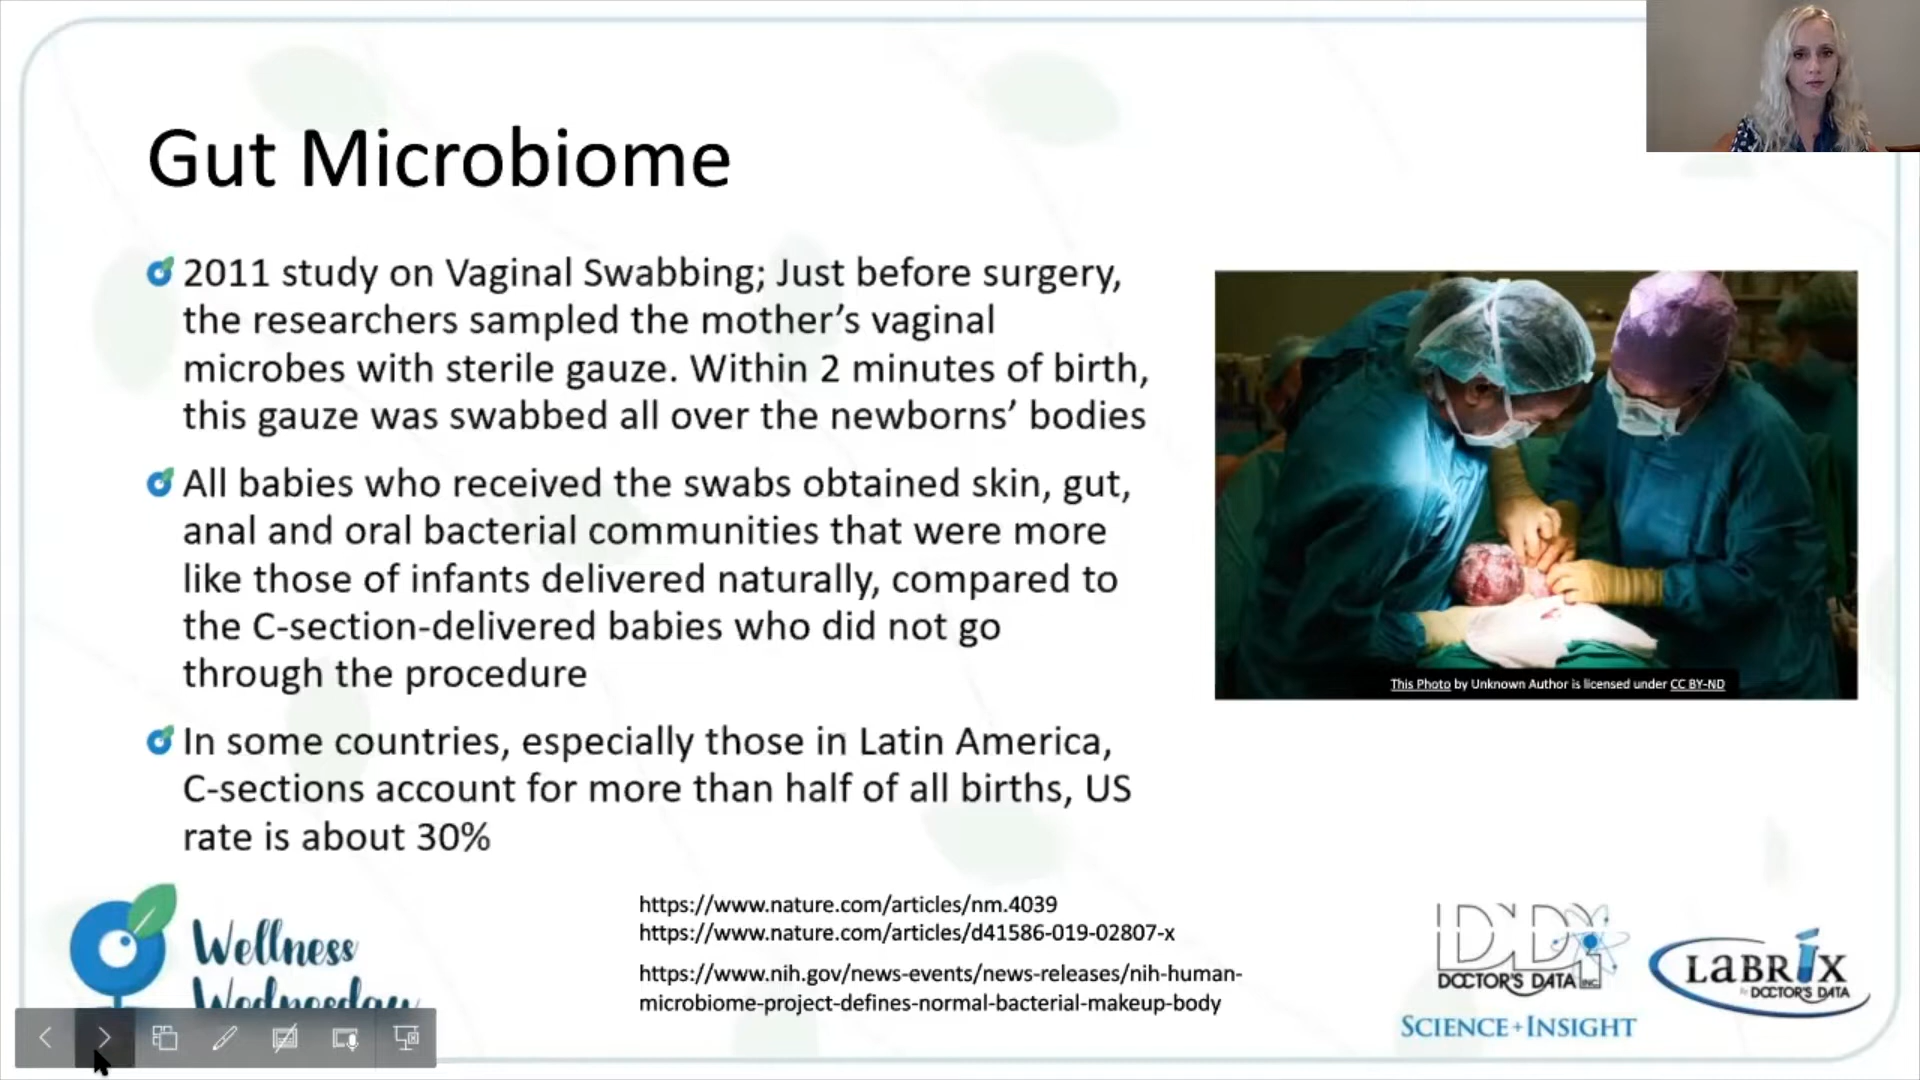 Gut Microbiome
2011 study on Vaginal Swabbing; Just before surgery,
the researchers sampled the mother's vaginal
microbes with sterile gauze. Within 2 minutes of birth,
this gauze was swabbed all over the newborns' bodies
All babies who received the swabs obtained skin, gut,
anal and oral bacterial communities that were more
like those of infants delivered naturally, compared to
the C-section-delivered babies who did not go
through the procedure
In some countries, especially those in Latin America,
C-sections account for more than half of all births, US
rate is about 30%
This Photo by Unknown Author is licensed under CC BY-ND
https://www.nature.com/articles/nm.4039
https://www.nature.com/articles/d41586-019-02807-x
https://www.nih.gov/news-events/news-releases/nih-human-
microbiome-project-defines-normal-bacterial-makeup-body
Wellness
Wednesday
DDI
DOCTOR'S DATA INC.
SCIENCE + INSIGHT
LABRIX
by DOCTOR'S DATA